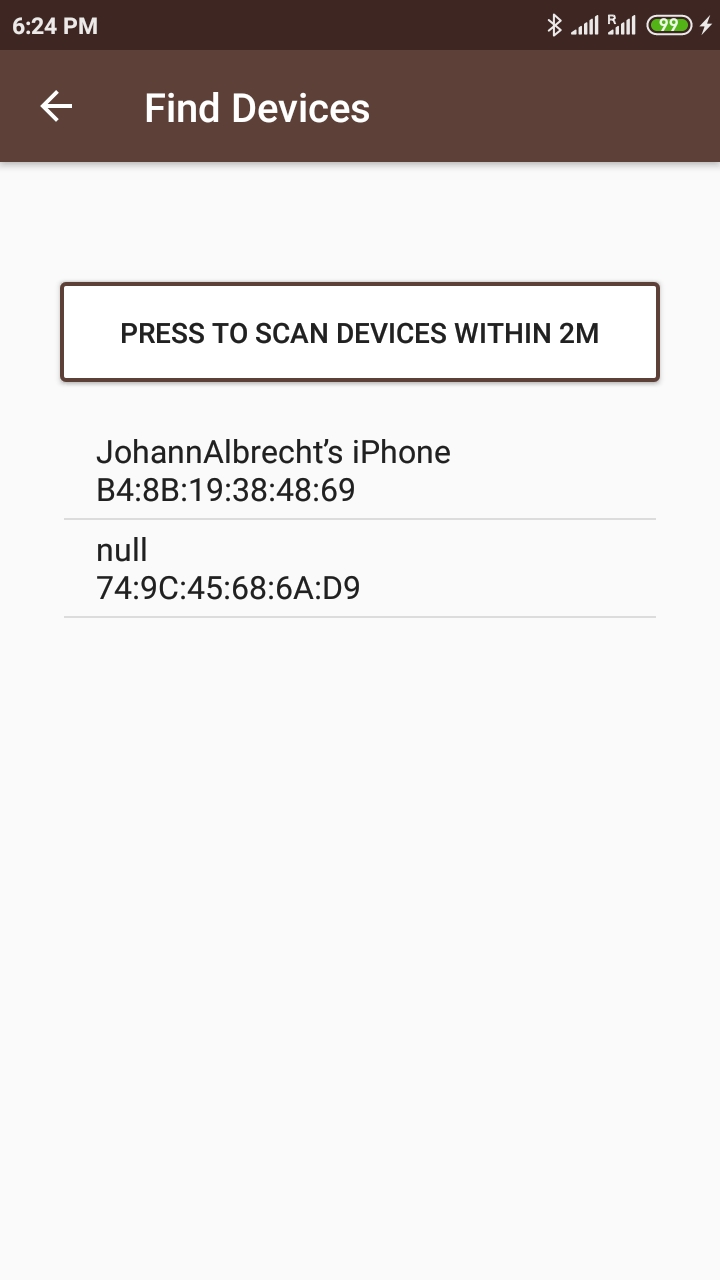 6:24 PM
R
99
Find Devices
PRESS TO SCAN DEVICES WITHIN 2M
JohannAlbrecht’s iPhone
B4:8B:19:38:48:69
null
74:9C:45:68:6A:D9